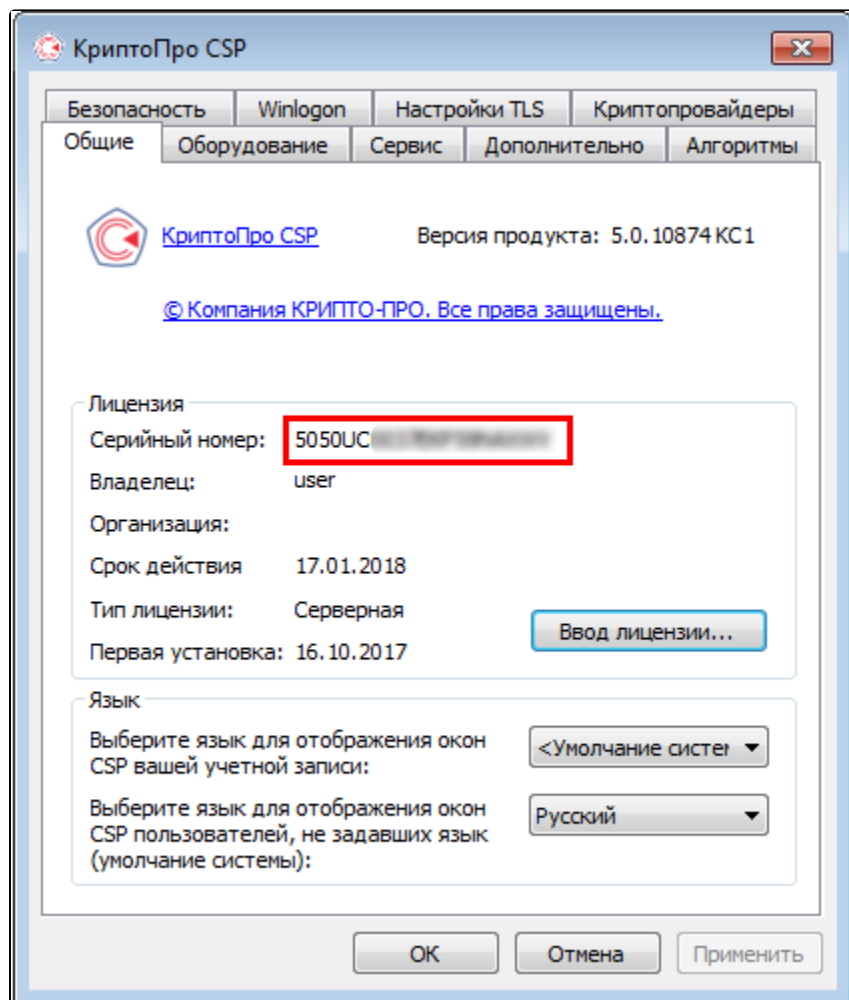 КриптоПро CSP
Безопасность Winlogon Настройки TLS Криптопровайдеры
Общие Оборудование Сервис Дополнительно Алгоритмы
КриптоПро CSP Версия продукта: 5.0.10874 КС1
© Компания КРИПТО-ПРО. Все права защищены.
Лицензия
Серийный номер: 5050UC
Владелец: user
Организация:
Срок действия 17.01.2018
Тип лицензии: Серверная
Ввод лицензии...
Первая установка: 16.10.2017
Язык
Выберите язык для отображения окон
CSP вашей учетной записи:
<Умолчание систем
Выберите язык для отображения окон
CSP пользователей, не задавших язык
(умолчание системы):
Русский
ОК Отмена Применить